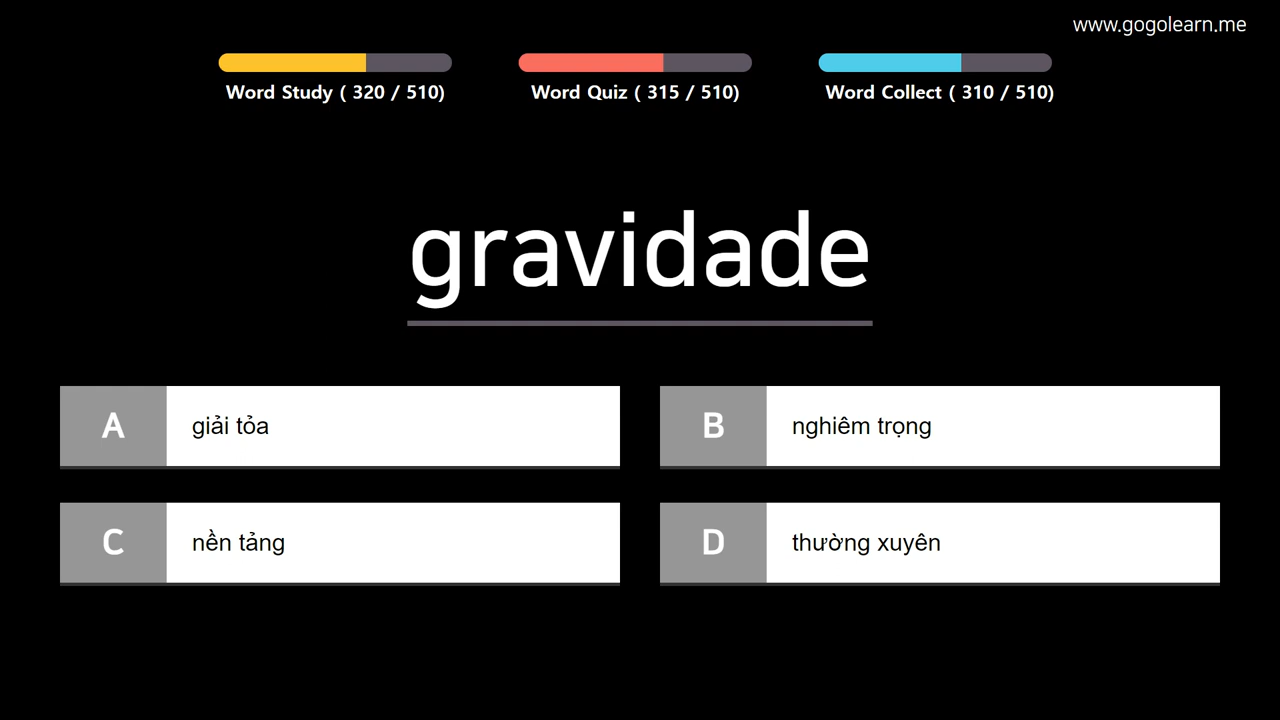 www.gogolearn.me
Word Study ( 320 / 510)
Word Quiz ( 315 / 510)
Word Collect ( 310 / 510)
gravidade
A
giải tỏa
B
nghiêm trọng
C
nền tảng
D
thường xuyên